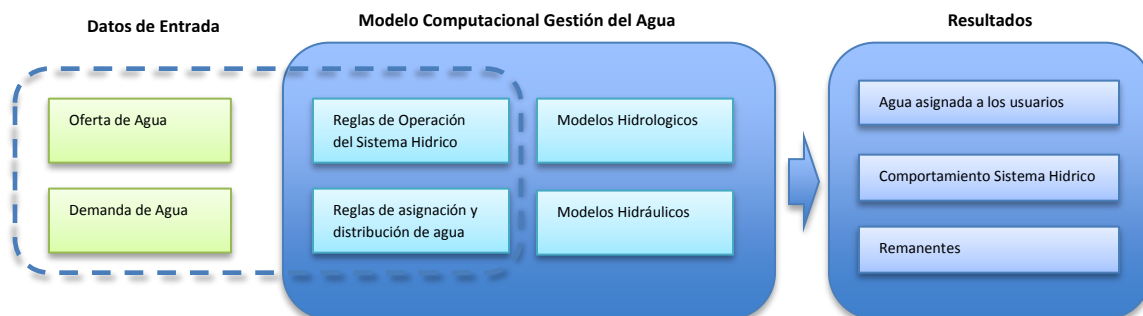 Datos de Entrada
Modelo Computacional Gestión del Agua
Resultados
Oferta de Agua
Demanda de Agua
Reglas de Operación
del Sistema Hidrico
Modelos Hidrologicos
Reglas de asignación y
distribución de agua
Modelos Hidráulicos
Agua asignada a los usuarios
Comportamiento Sistema Hidrico
Remanentes